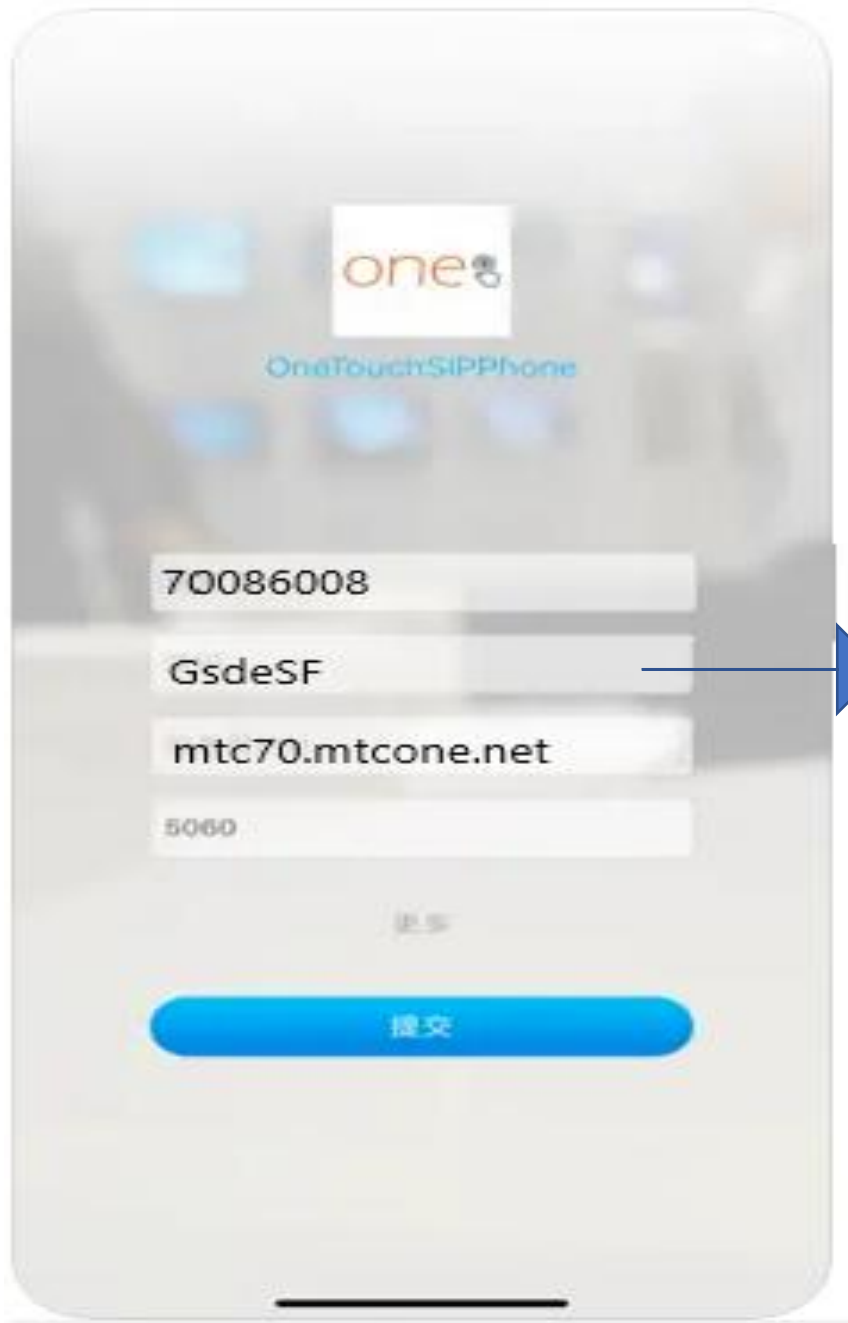 one
OneTouchSIPPhone
70086008
GsdeSF
mtc70.mtcone.net
5060
更多
提交